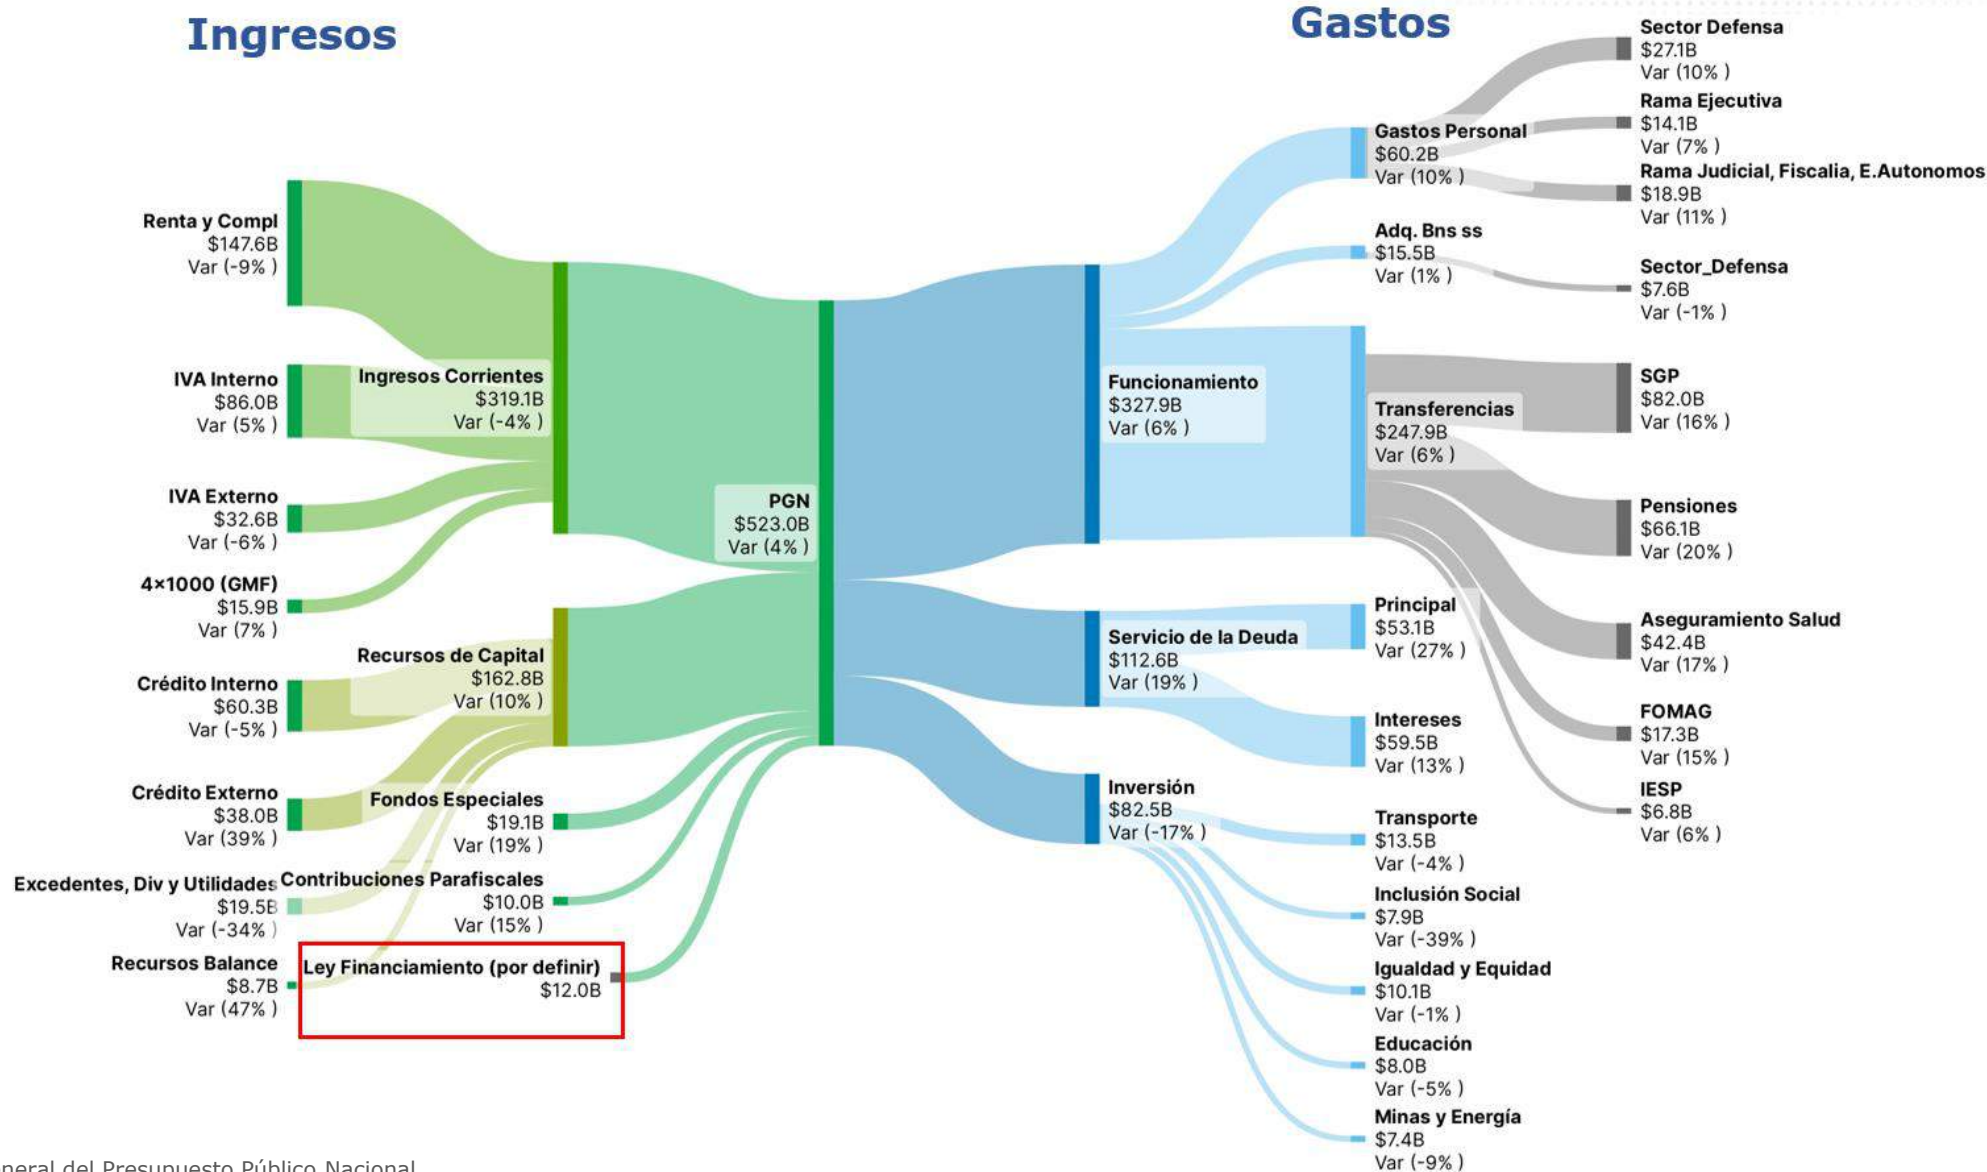 Ingresos
Gastos
Renta y Compl
$147.6B
Var (-9% )
IVA Interno
$86.0B
Var (5% )
IVA Externo
$32.6B
Var (-6% )
4×1000 (GMF)
$15.9B
Var (7% )
Crédito Interno
$60.3B
Var (-5% )
Crédito Externo
$38.0B
Var (39% )
Excedentes, Div y Utilidades
$19.5B
Var (-34% )
Recursos Balance
$8.7B
Var (47% )
Ingresos Corrientes
$319.1B
Var (-4% )
Recursos de Capital
$162.8B
Var (10% )
Fondos Especiales
$19.1B
Var (19% )
Contribuciones Parafiscales
$10.0B
Var (15% )
Ley Financiamiento (por definir)
$12.0B
PGN
$523.0B
Var (4% )
Funcionamiento
$327.9B
Var (6% )
Servicio de la Deuda
$112.6B
Var (19% )
Inversión
$82.5B
Var (-17% )
Gastos Personal
$60.2B
Var (10% )
Adq. Bns ss
$15.5B
Var (1% )
Transferencias
$247.9B
Var (6% )
Principal
$53.1B
Var (27% )
Intereses
$59.5B
Var (13% )
Transporte
$13.5B
Var (-4% )
Inclusión Social
$7.9B
Var (-39% )
Igualdad y Equidad
$10.1B
Var (-1% )
Educación
$8.0B
Var (-5% )
Minas y Energía
$7.4B
Var (-9% )
Sector Defensa
$27.1B
Var (10% )
Rama Ejecutiva
$14.1B
Var (7% )
Rama Judicial, Fiscalia, E.Autonomos
$18.9B
Var (11% )
Sector_Defensa
$7.6B
Var (-1% )
SGP
$82.0B
Var (16% )
Pensiones
$66.1B
Var (20% )
Aseguramiento Salud
$42.4B
Var (17% )
FOMAG
$17.3B
Var (15% )
IESP
$6.8B
Var (6% )
neral del Presupuesto Público Nacional